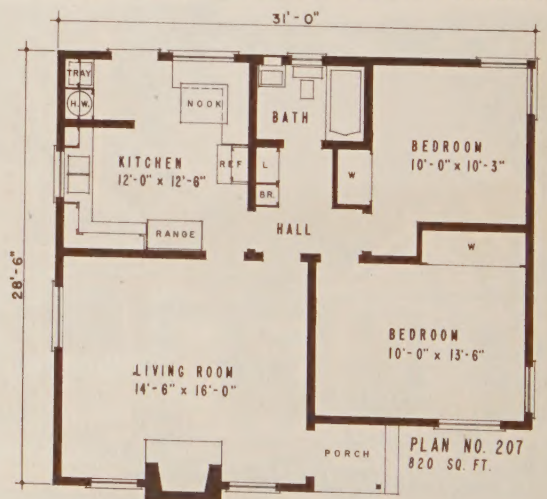 31'-0"
TRAY
H.W.
NOOK
BATH
KITCHEN
12'-0" x 12'-6"
REF
L
BR.
W
BEDROOM
10'-0" x 10'-3"
RANGE
HALL
W
28'-6"
LIVING ROOM
14'-6" x 16'-0"
BEDROOM
10'-0" x 13'-6"
PORCH
PLAN NO. 207
820 SQ. FT.